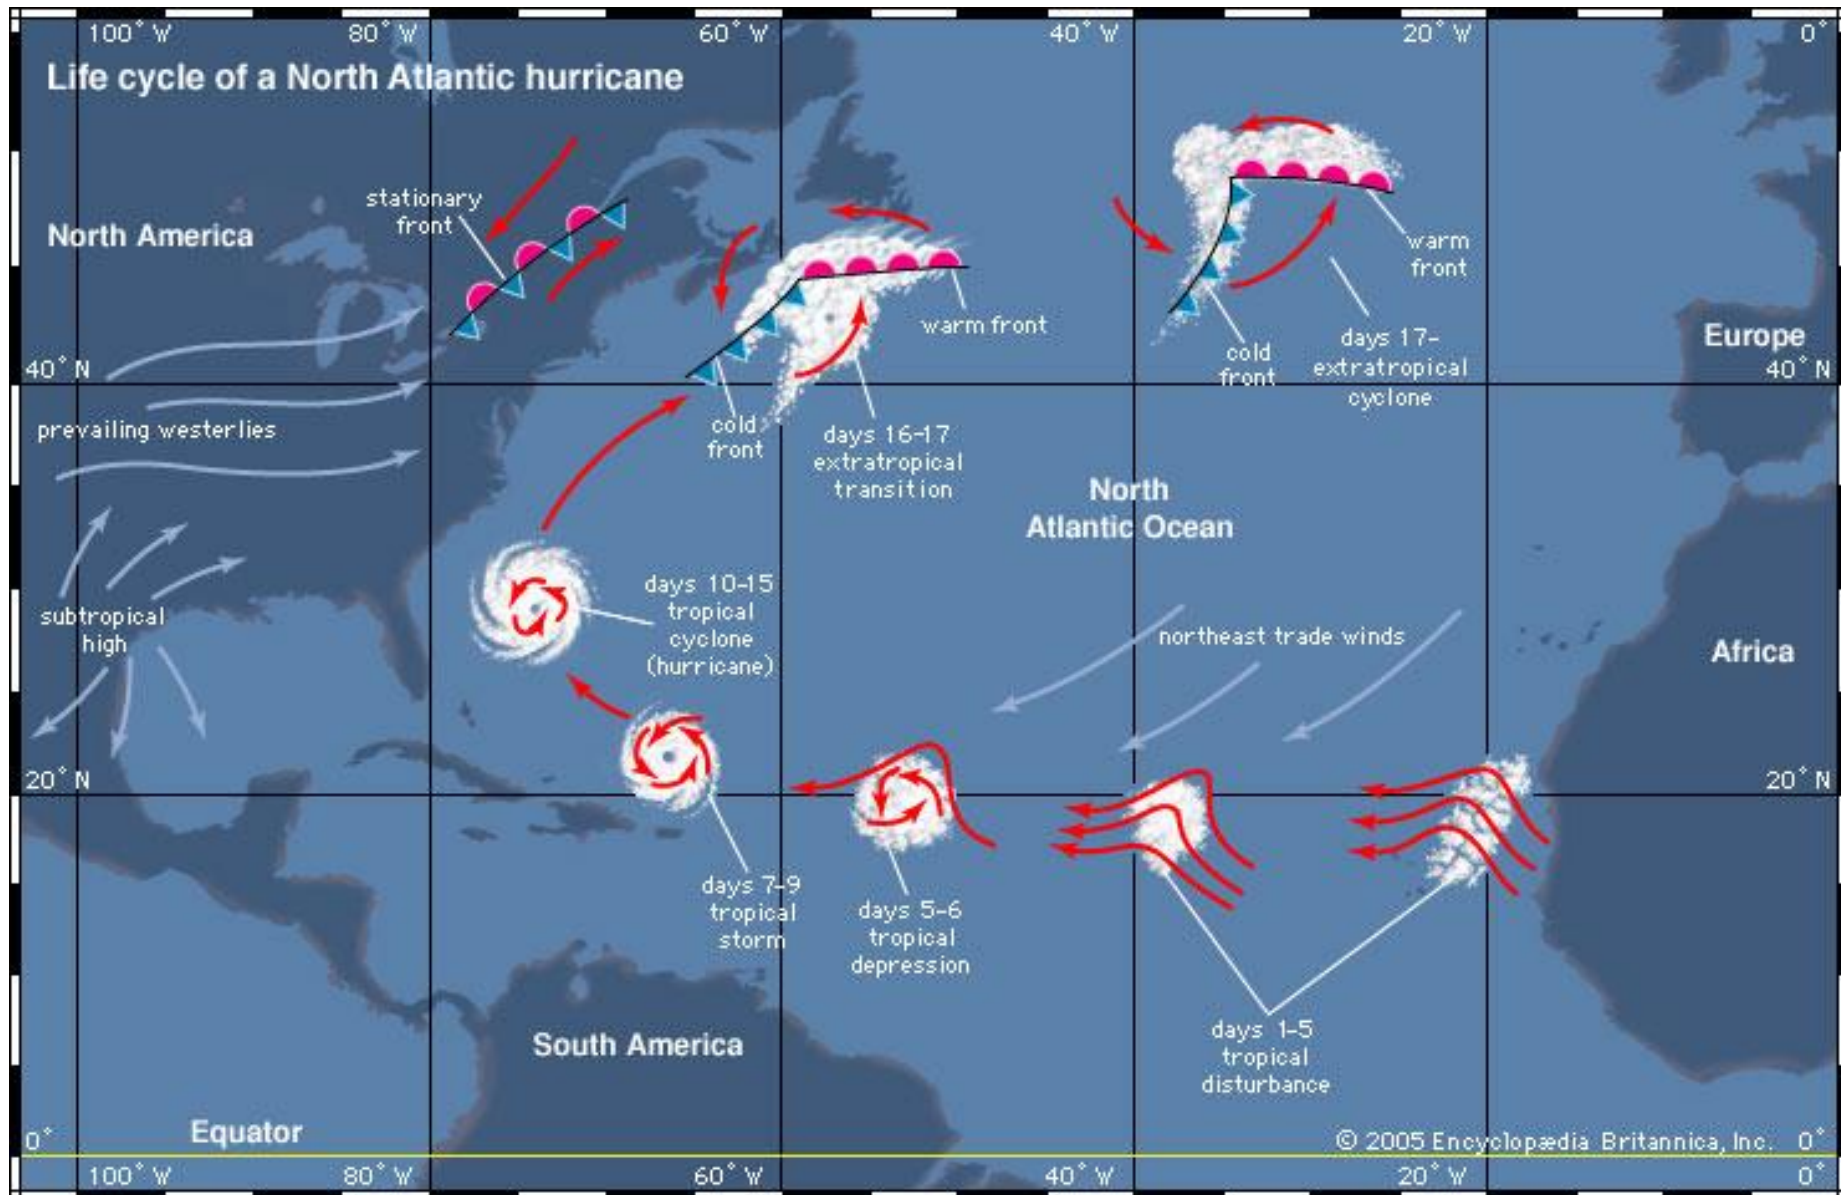 100° W 80° W 60° W 40° W 20° W 0°
Life cycle of a North Atlantic hurricane
stationary
front
North America
warm
front
warm front
days 17-
extratropical
cyclone
cold
front
Europe
40° N 40° N
prevailing westerlies
cold
front
days 16-17
extratropical
transition
North
Atlantic Ocean
days 10-15
tropical
cyclone
(hurricane)
subtropical
high
northeast trade winds
Africa
20° N 20° N
days 7-9
tropical
storm
days 5-6
tropical
depression
days 1-5
tropical
disturbance
South America
Equator
0° © 2005 Encyclopædia Britannica, Inc. 0°
100° W 80° W 60° W 40° W 20° W 0°